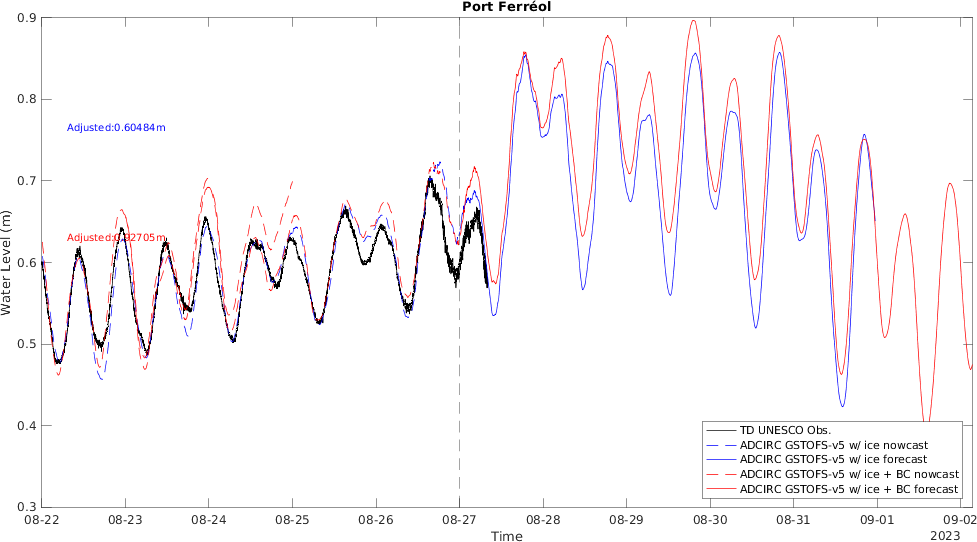 Port Ferréol
0.9
0.8
0.7
0.6
0.5
0.4
0.3
Water Level (m)
Adjusted:0.60484m
Adjusted:0.92705m
TD UNESCO Obs.
ADCIRC GSTOFS-v5 w/ ice nowcast
ADCIRC GSTOFS-v5 w/ ice forecast
ADCIRC GSTOFS-v5 w/ ice + BC nowcast
ADCIRC GSTOFS-v5 w/ ice + BC forecast
08-22 08-23 08-24 08-25 08-26 08-27 08-28 08-29 08-30 08-31 09-01 09-02
Time
2023